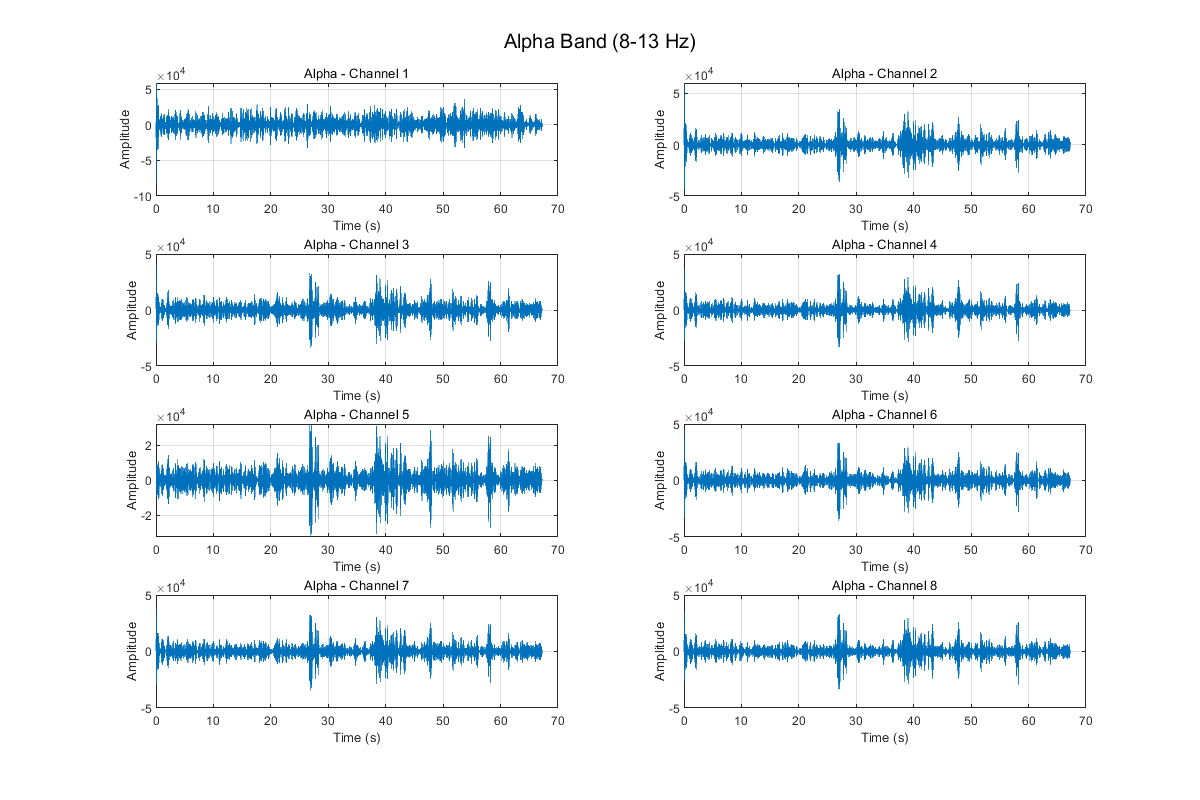 Alpha Band (8-13 Hz)
Alpha - Channel 1
×10^4
5
0
-5
-10
Amplitude
0 10 20 30 40 50 60 70
Time (s)
Alpha - Channel 2
×10^4
5
0
-5
Amplitude
0 10 20 30 40 50 60 70
Time (s)
Alpha - Channel 3
×10^4
5
0
-5
Amplitude
0 10 20 30 40 50 60 70
Time (s)
Alpha - Channel 4
×10^4
5
0
-5
Amplitude
0 10 20 30 40 50 60 70
Time (s)
Alpha - Channel 5
×10^4
2
0
-2
Amplitude
0 10 20 30 40 50 60 70
Time (s)
Alpha - Channel 6
×10^4
5
0
-5
Amplitude
0 10 20 30 40 50 60 70
Time (s)
Alpha - Channel 7
×10^4
5
0
-5
Amplitude
0 10 20 30 40 50 60 70
Time (s)
Alpha - Channel 8
×10^4
5
0
-5
Amplitude
0 10 20 30 40 50 60 70
Time (s)